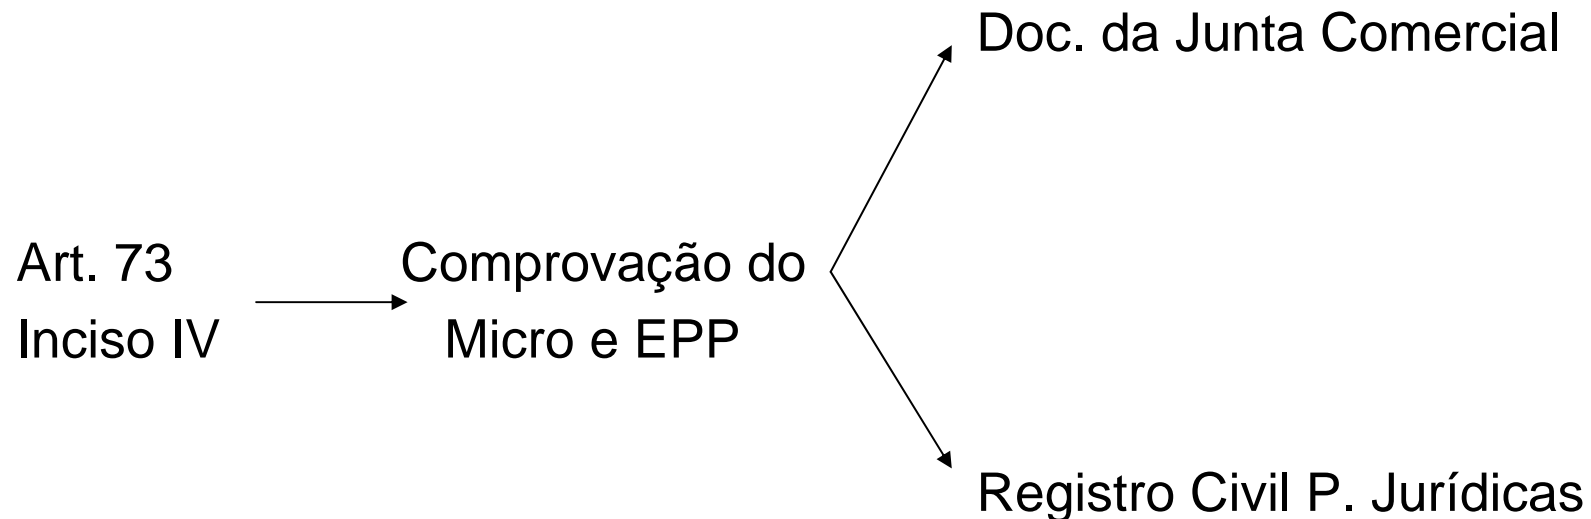 Doc. da Junta Comercial
Art. 73
Inciso IV
Comprovação do
Micro e EPP
Registro Civil P. Jurídicas